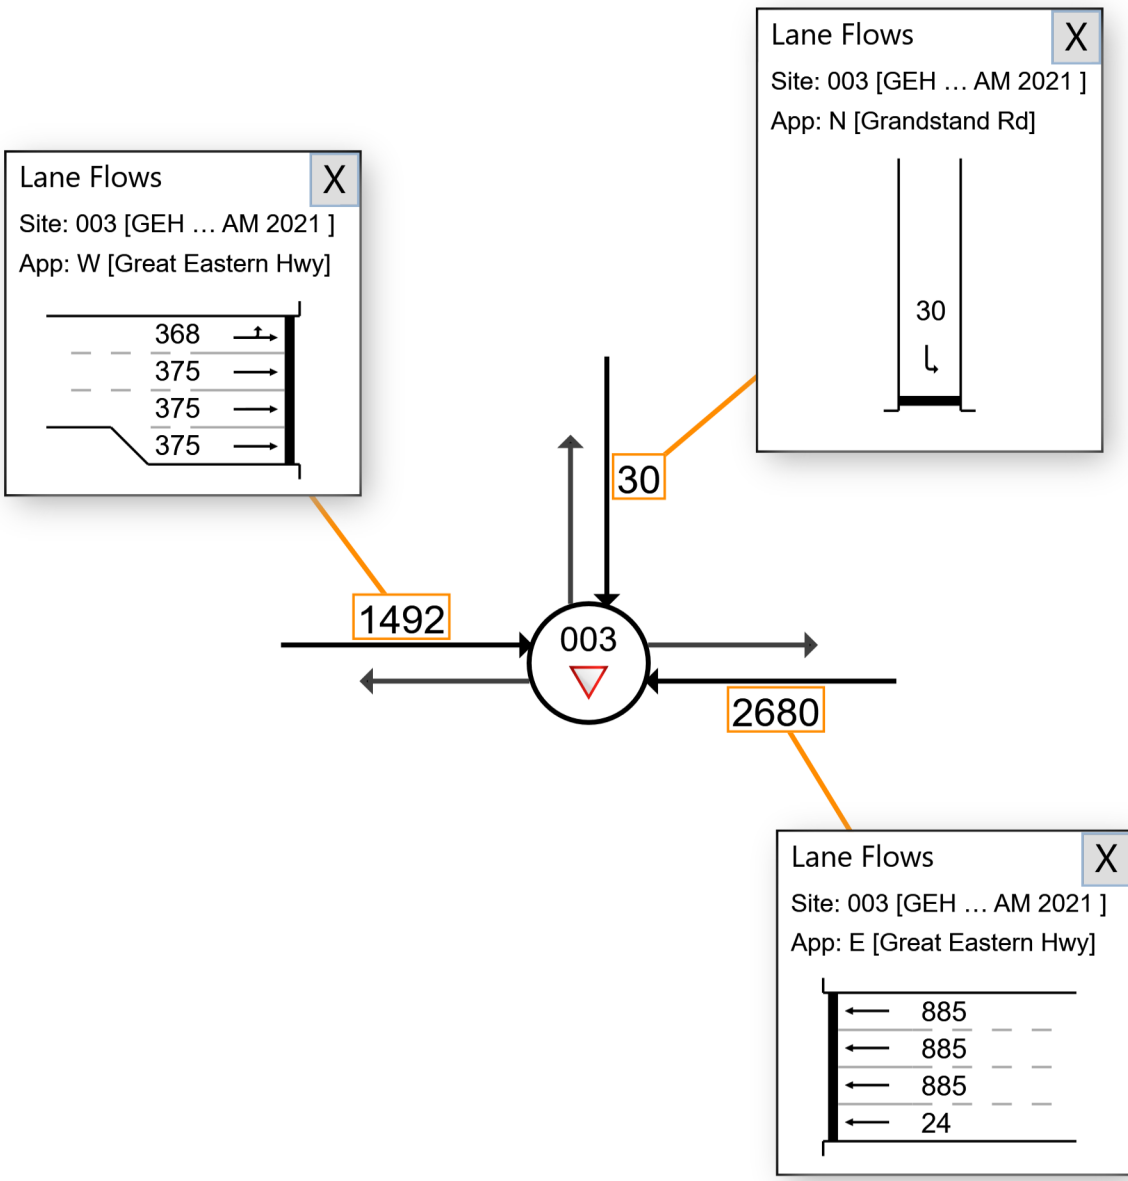 Lane Flows
X
Site: 003 [GEH ... AM 2021 ]
App: N [Grandstand Rd]
30
Lane Flows
X
Site: 003 [GEH ... AM 2021 ]
App: W [Great Eastern Hwy]
368
375
375
375
30
1492
003
2680
Lane Flows
X
Site: 003 [GEH ... AM 2021 ]
App: E [Great Eastern Hwy]
885
885
885
24